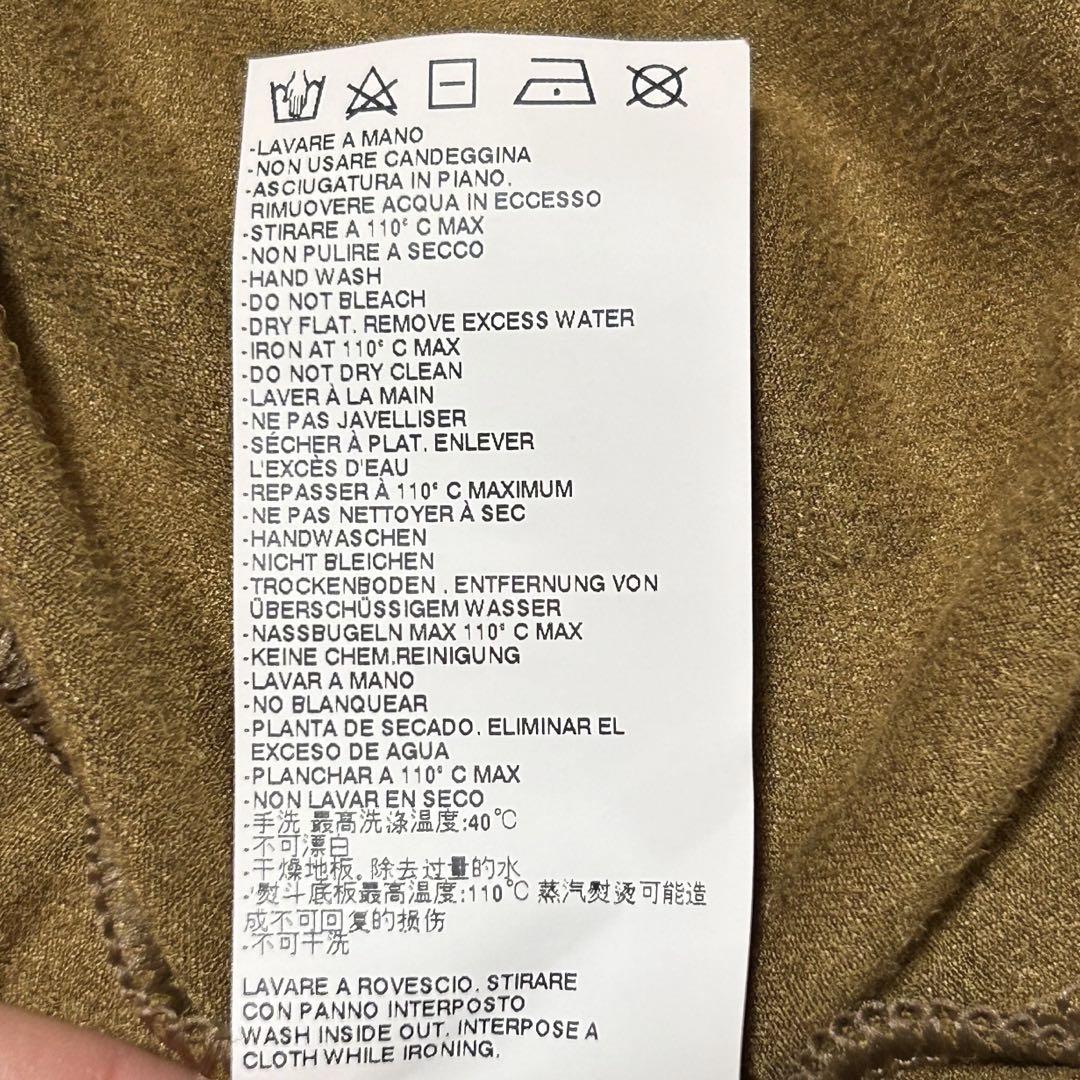 -LAVARE A MANO
-NON USARE CANDEGGINA
-ASCIUGATURA IN PIANO.
RIMUOVERE ACQUA IN ECCESSO
-STIRARE A 110° C MAX
-NON PULIRE A SECCO
-HAND WASH
-DO NOT BLEACH
-DRY FLAT. REMOVE EXCESS WATER
-IRON AT 110° C MAX
-DO NOT DRY CLEAN
-LAVER À LA MAIN
-NE PAS JAVELLISER
-SÉCHER À PLAT. ENLEVER
L'EXCÈS D'EAU
-REPASSER À 110° C MAXIMUM
-NE PAS NETTOYER À SEC
-HANDWASCHEN
-NICHT BLEICHEN
-TROCKENBODEN . ENTFERNUNG VON
ÜBERSCHÜSSIGEM WASSER
-NASSBUGELN MAX 110° C MAX
-KEINE CHEM.REINIGUNG
-LAVAR A MANO
-NO BLANQUEAR
-PLANTA DE SECADO. ELIMINAR EL
EXCESO DE AGUA
-PLANCHAR A 110° C MAX
-NON LAVAR EN SECO
-手洗 最高洗涤温度:40℃
-不可漂白
-干燥地板。除去过量的水
-熨斗底板最高温度:110℃ 蒸汽熨烫可能造
成不可回复的损伤
-不可干洗
LAVARE A ROVESCIO. STIRARE
CON PANNO INTERPOSTO
WASH INSIDE OUT. INTERPOSE A
CLOTH WHILE IRONING.